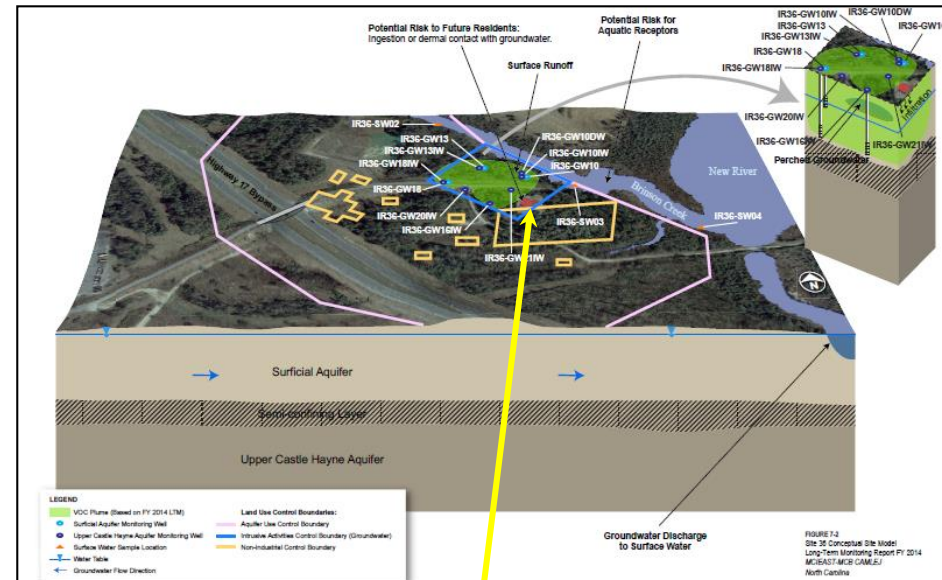 Potential Risk to Future Residents:
Ingestion or dermal contact with groundwater.
Surface Runoff
Potential Risk for
Aquatic Receptors
IR36-GW10IW
IR36-GW10DW
IR36-GW13
IR36-GW13IW
IR36-GW18
IR36-GW18IW
IR36-GW20IW
IR36-GW16IW
IR36-GW21IW
Infiltration
Perched Groundwater
IR36-SW02
IR36-GW13
IR36-GW13IW
IR36-GW18IW
IR36-GW18
IR36-GW20IW
IR36-GW16IW
IR36-GW10DW
IR36-GW10IW
IR36-GW10
IR36-SW03
IR36-GW21IW
IR36-SW04
Highway 17 Bypass
Brinson Creek
New River
N
Surficial Aquifer
Semi-confining Layer
Upper Castle Hayne Aquifer
Groundwater Discharge
to Surface Water
LEGEND
VOC Plume (Based on FY 2014 LTM)
Surficial Aquifer Monitoring Well
Upper Castle Hayne Aquifer Monitoring Well
Surface Water Sample Location
Water Table
Groundwater Flow Direction
Land Use Control Boundaries:
Aquifer Use Control Boundary
Intrusive Activities Control Boundary (Groundwater)
Non-Industrial Control Boundary
FIGURE 7-2
Site 36 Conceptual Site Model
Long-Term Monitoring Report FY 2014
MCIEAST-MCB CAMLEJ
North Carolina